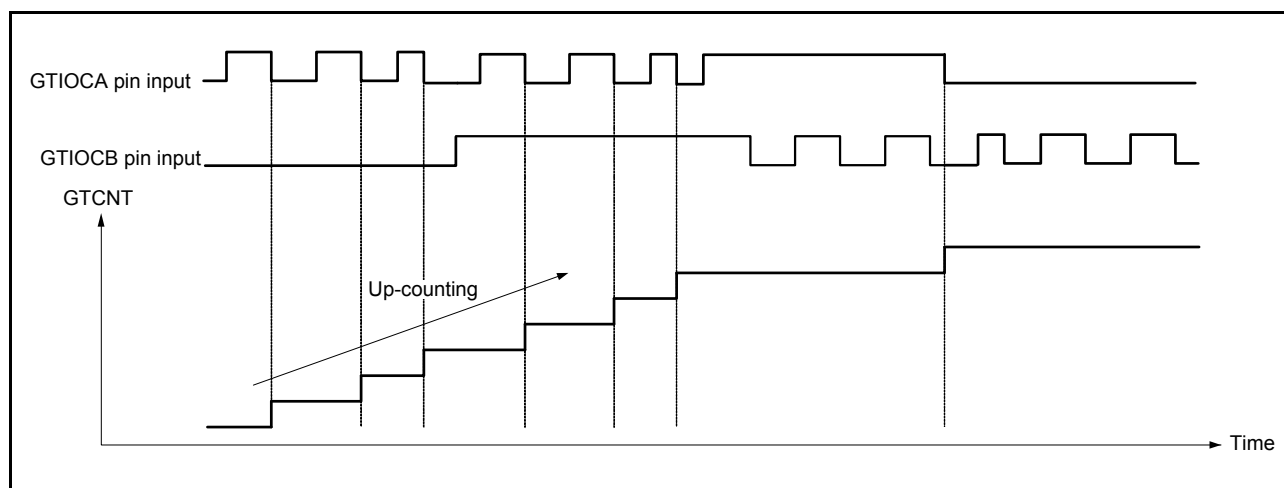 GTIOCA pin input
GTIOCB pin input
GTCNT
Up-counting
Time